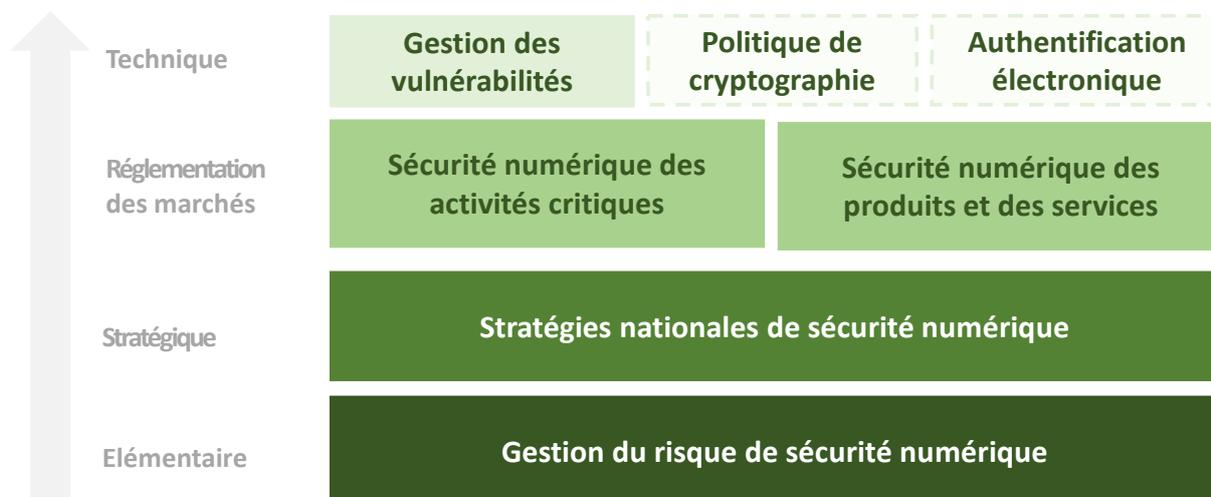 Technique
Gestion des
vulnérabilités
Politique de
cryptographie
Authentification
électronique
Réglementation
des marchés
Sécurité numérique des
activités critiques
Sécurité numérique des
produits et des services
Stratégique
Stratégies nationales de sécurité numérique
Elémentaire
Gestion du risque de sécurité numérique